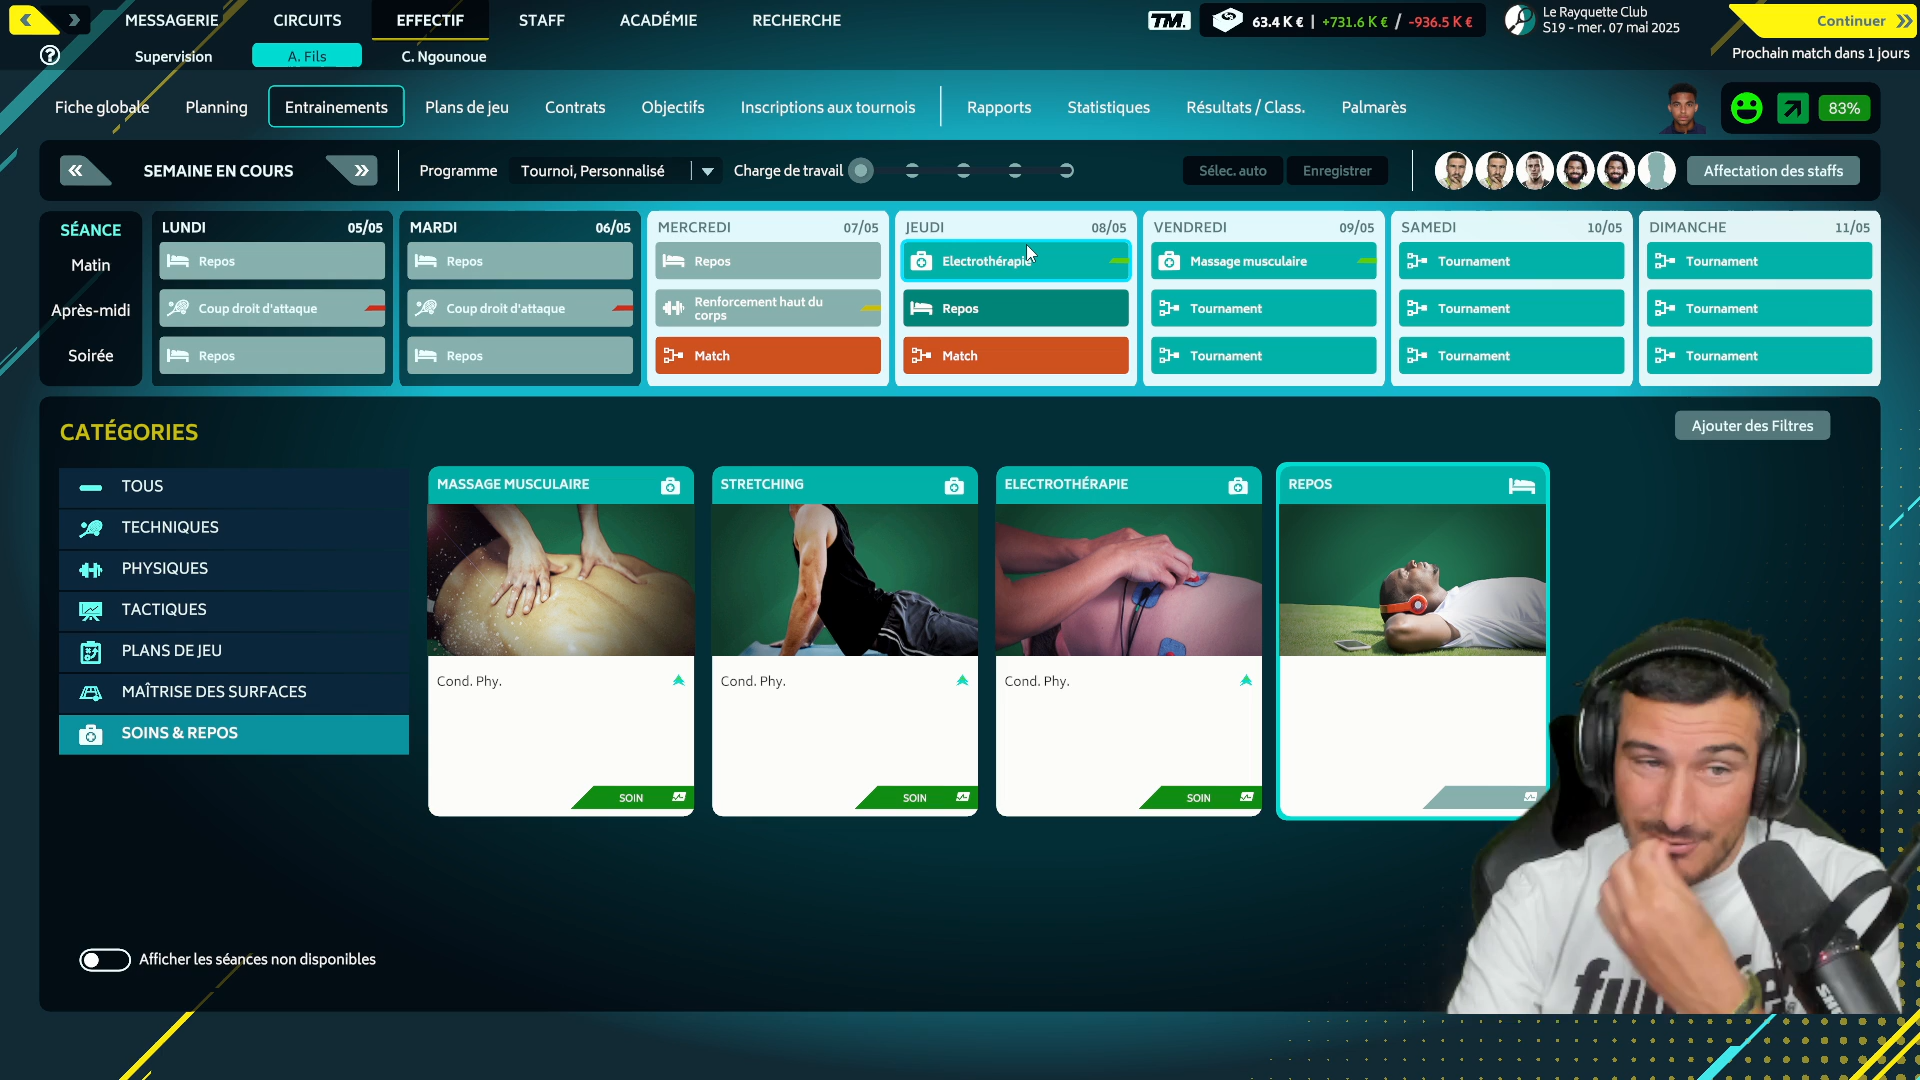 MESSAGERIE
CIRCUITS
EFFECTIF
STAFF
ACADÉMIE
RECHERCHE
TM.
63.4 K € | +731.6 K € / -936.5 K €
Le Rayquette Club
S19 - mer. 07 mai 2025
Continuer
Prochain match dans 1 jours
Supervision
A. Fils
C. Ngounoue
Fiche globale
Planning
Entrainements
Plans de jeu
Contrats
Objectifs
Inscriptions aux tournois
Rapports
Statistiques
Résultats / Class.
Palmarès
83%
SEMAINE EN COURS
Programme
Tournoi, Personnalisé
Charge de travail
Sélec. auto
Enregistrer
Affectation des staffs
SÉANCE
Matin
Après-midi
Soirée
LUNDI 05/05
Repos
Coup droit d'attaque
Repos
MARDI 06/05
Repos
Coup droit d'attaque
Repos
MERCREDI 07/05
Repos
Renforcement haut du
corps
Match
JEUDI 08/05
Electrothérapie
Repos
Match
VENDREDI 09/05
Massage musculaire
Tournament
Tournament
SAMEDI 10/05
Tournament
Tournament
Tournament
DIMANCHE 11/05
Tournament
Tournament
Tournament
CATÉGORIES
Ajouter des Filtres
TOUS
TECHNIQUES
PHYSIQUES
TACTIQUES
PLANS DE JEU
MAÎTRISE DES SURFACES
SOINS & REPOS
MASSAGE MUSCULAIRE
Cond. Phy.
SOIN
STRETCHING
Cond. Phy.
SOIN
ELECTROTHÉRAPIE
Cond. Phy.
SOIN
REPOS
Afficher les séances non disponibles